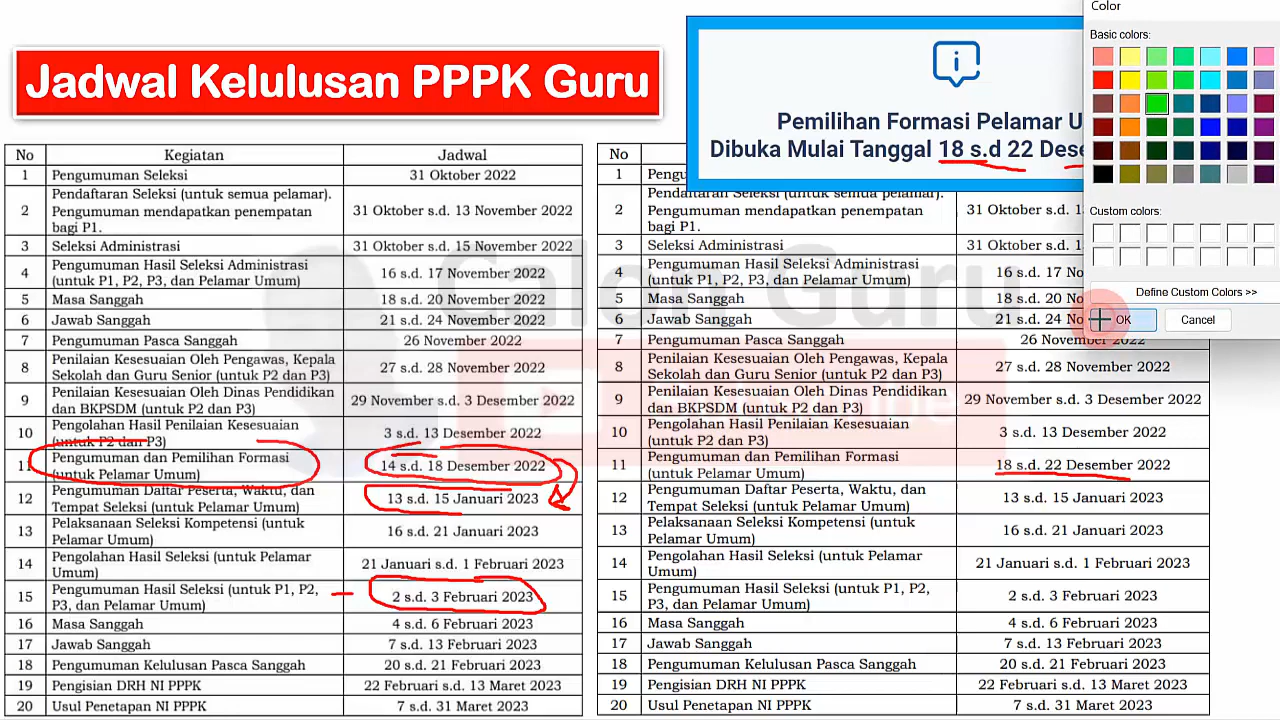 Jadwal Kelulusan PPPK Guru
No Kegiatan Jadwal
1 Pengumuman Seleksi 31 Oktober 2022
Pendaftaran Seleksi (untuk semua pelamar).
2 Pengumuman mendapatkan penempatan 31 Oktober s.d. 13 November 2022
bagi P1.
3 Seleksi Administrasi 31 Oktober s.d. 15 November 2022
4 Pengumuman Hasil Seleksi Administrasi 16 s.d. 17 November 2022
(untuk P1, P2, P3, dan Pelamar Umum)
5 Masa Sanggah 18 s.d. 20 November 2022
6 Jawab Sanggah 21 s.d. 24 November 2022
7 Pengumuman Pasca Sanggah 26 November 2022
8 Penilaian Kesesuaian Oleh Pengawas, Kepala 27 s.d. 28 November 2022
Sekolah dan Guru Senior (untuk P2 dan P3)
9 Penilaian Kesesuaian Oleh Dinas Pendidikan 29 November s.d. 3 Desember 2022
dan BKPSDM (untuk P2 dan P3)
10 Pengolahan Hasil Penilaian Kesesuaian 3 s.d. 13 Desember 2022
(untuk P2 dan P3)
11 Pengumuman dan Pemilihan Formasi 14 s.d. 18 Desember 2022
(untuk Pelamar Umum)
12 Pengumuman Daftar Peserta, Waktu, dan 13 s.d. 15 Januari 2023
Tempat Seleksi (untuk Pelamar Umum)
13 Pelaksanaan Seleksi Kompetensi (untuk 16 s.d. 21 Januari 2023
Pelamar Umum)
14 Pengolahan Hasil Seleksi (untuk Pelamar 21 Januari s.d. 1 Februari 2023
Umum)
15 Pengumuman Hasil Seleksi (untuk P1, P2, 2 s.d. 3 Februari 2023
P3, dan Pelamar Umum)
16 Masa Sanggah 4 s.d. 6 Februari 2023
17 Jawab Sanggah 7 s.d. 13 Februari 2023
18 Pengumuman Kelulusan Pasca Sanggah 20 s.d. 21 Februari 2023
19 Pengisian DRH NI PPPK 22 Februari s.d. 13 Maret 2023
20 Usul Penetapan NI PPPK 7 s.d. 31 Maret 2023
i
Pemilihan Formasi Pelamar U
Dibuka Mulai Tanggal 18 s.d 22 Dese
No
1 Pengu
Pendaftaran Seleksi (untuk semua pelamar).
2 Pengumuman mendapatkan penempatan 31 Oktober s.d. 1
bagi P1.
3 Seleksi Administrasi 31 Oktober s.d. 1
4 Pengumuman Hasil Seleksi Administrasi 16 s.d. 17 No
(untuk P1, P2, P3, dan Pelamar Umum)
5 Masa Sanggah 18 s.d. 20 No
6 Jawab Sanggah 21 s.d. 24 No
7 Pengumuman Pasca Sanggah 26 November 2022
8 Penilaian Kesesuaian Oleh Pengawas, Kepala 27 s.d. 28 November 2022
Sekolah dan Guru Senior (untuk P2 dan P3)
9 Penilaian Kesesuaian Oleh Dinas Pendidikan 29 November s.d. 3 Desember 2022
dan BKPSDM (untuk P2 dan P3)
10 Pengolahan Hasil Penilaian Kesesuaian 3 s.d. 13 Desember 2022
(untuk P2 dan P3)
11 Pengumuman dan Pemilihan Formasi 18 s.d. 22 Desember 2022
(untuk Pelamar Umum)
12 Pengumuman Daftar Peserta, Waktu, dan 13 s.d. 15 Januari 2023
Tempat Seleksi (untuk Pelamar Umum)
13 Pelaksanaan Seleksi Kompetensi (untuk 16 s.d. 21 Januari 2023
Pelamar Umum)
14 Pengolahan Hasil Seleksi (untuk Pelamar 21 Januari s.d. 1 Februari 2023
Umum)
15 Pengumuman Hasil Seleksi (untuk P1, P2, 2 s.d. 3 Februari 2023
P3, dan Pelamar Umum)
16 Masa Sanggah 4 s.d. 6 Februari 2023
17 Jawab Sanggah 7 s.d. 13 Februari 2023
18 Pengumuman Kelulusan Pasca Sanggah 20 s.d. 21 Februari 2023
19 Pengisian DRH NI PPPK 22 Februari s.d. 13 Maret 2023
20 Usul Penetapan NI PPPK 7 s.d. 31 Maret 2023
Color
Basic colors:
Custom colors:
Define Custom Colors >>
OK Cancel
Calon Guru